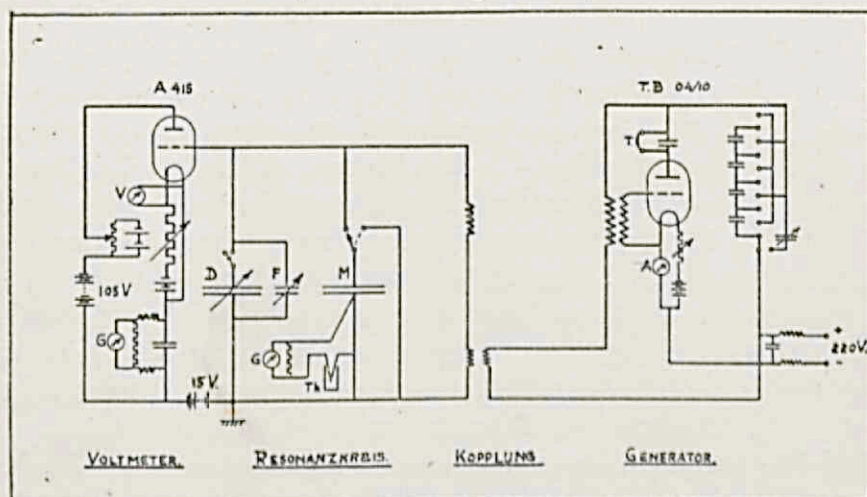 A 415
T.B 04/10
V
T.
105 V
D
F
M
A
G
G
Th
15 V.
+
220V.
-
VOLTMETER.
RESONANZKREIS.
KOPPLUNG
GENERATOR.